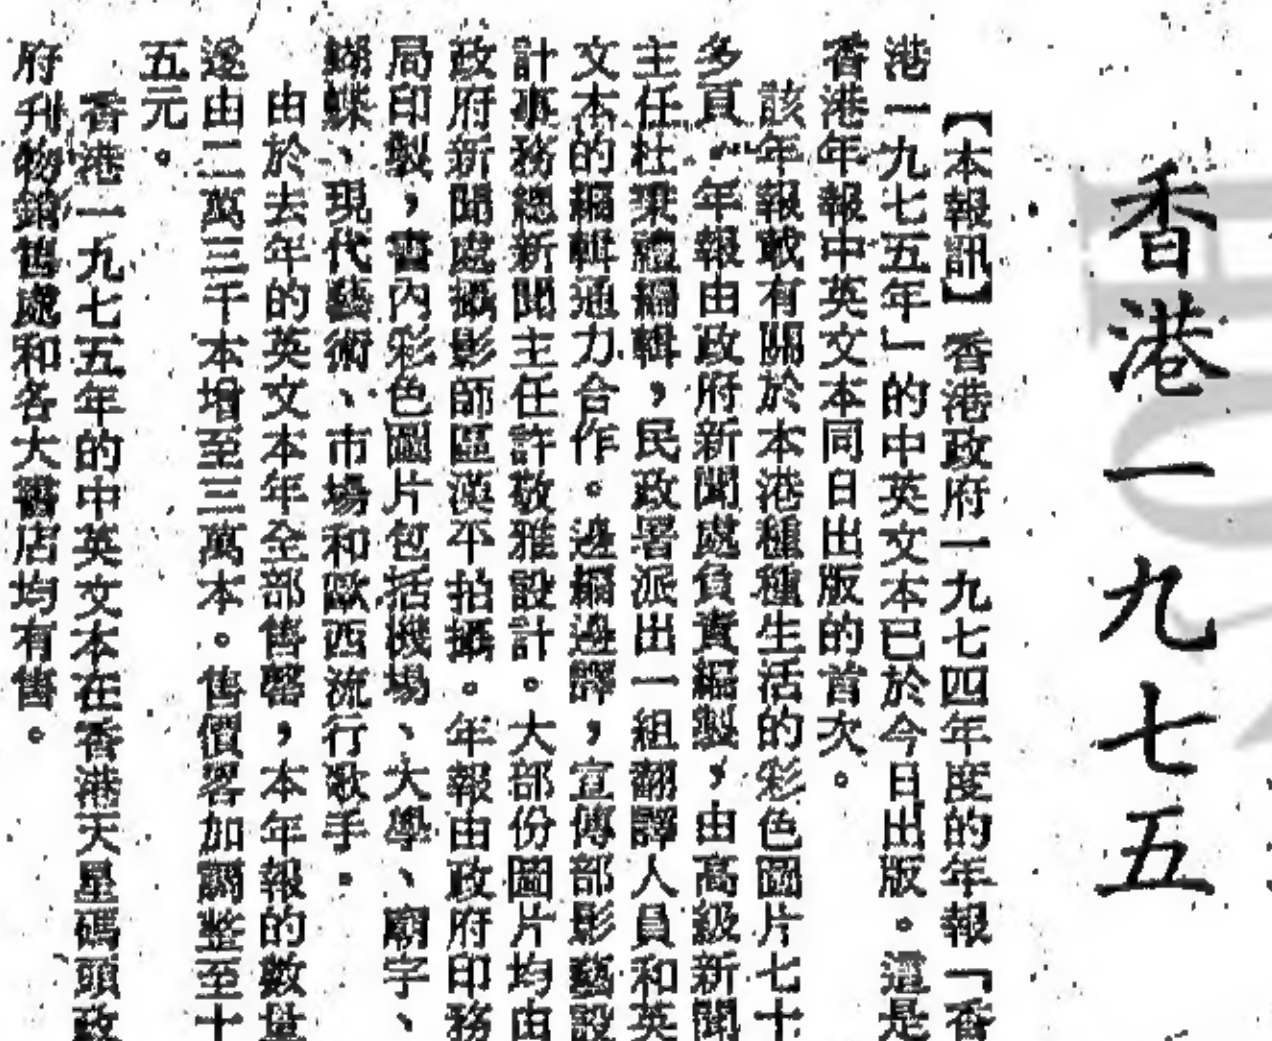 香港一九七五
【本報訊】香港政府一九七四年度的年報「香
港一九七五年」的中英文本已於今日出版。這是
香港年報中英文本同日出版的首次。
該年報載有關於本港種種生活的彩色圖片七十
多頁。年報由政府新聞處負責編製,由高級新聞
主任杜秉禮編輯,民政署派出一組翻譯人員和英
文本的編輯通力合作。邊編邊譯,宣傳部影藝設
計事務總新聞主任許敬雅設計。大部份圖片均由
政府新聞處攝影師區漢平拍攝。年報由政府印務
局印製,書內彩色圖片包括機場、大學、廟宇、
蝴蝶、現代藝術、市場和歐西流行歌手。
由於去年的英文本年全部售罄,本年報的數量
遂由二萬三千本增至三萬本。售價畧加調整至十
五元。
香港一九七五年的中英文本在香港天星碼頭政
府刊物銷售處和各大書店均有售。